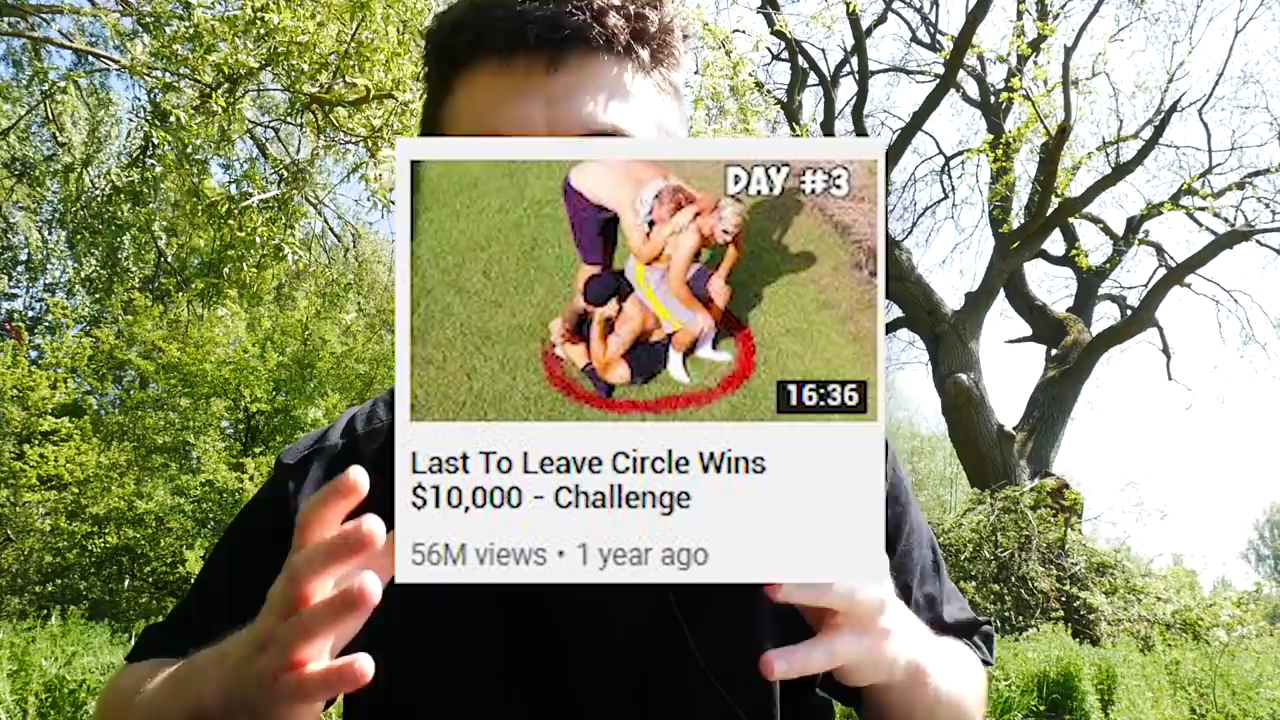 DAY #3
16:36
Last To Leave Circle Wins
$10,000 - Challenge
56M views • 1 year ago